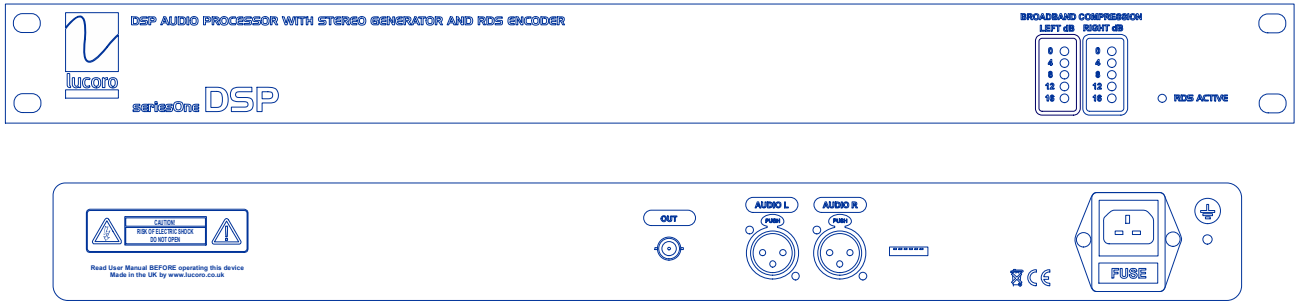 DSP AUDIO PROCESSOR WITH STEREO GENERATOR AND RDS ENCODER
lucoro
seriesOne DSP
BROADBAND COMPRESSION
LEFT dB RIGHT dB
0 0
4 4
8 8
12 12
16 16
RDS ACTIVE
CAUTION!
RISK OF ELECTRIC SHOCK
DO NOT OPEN
Read User Manual BEFORE operating this device
Made in the UK by www.lucoro.co.uk
OUT
AUDIO L
AUDIO R
PUSH
PUSH
CE
FUSE